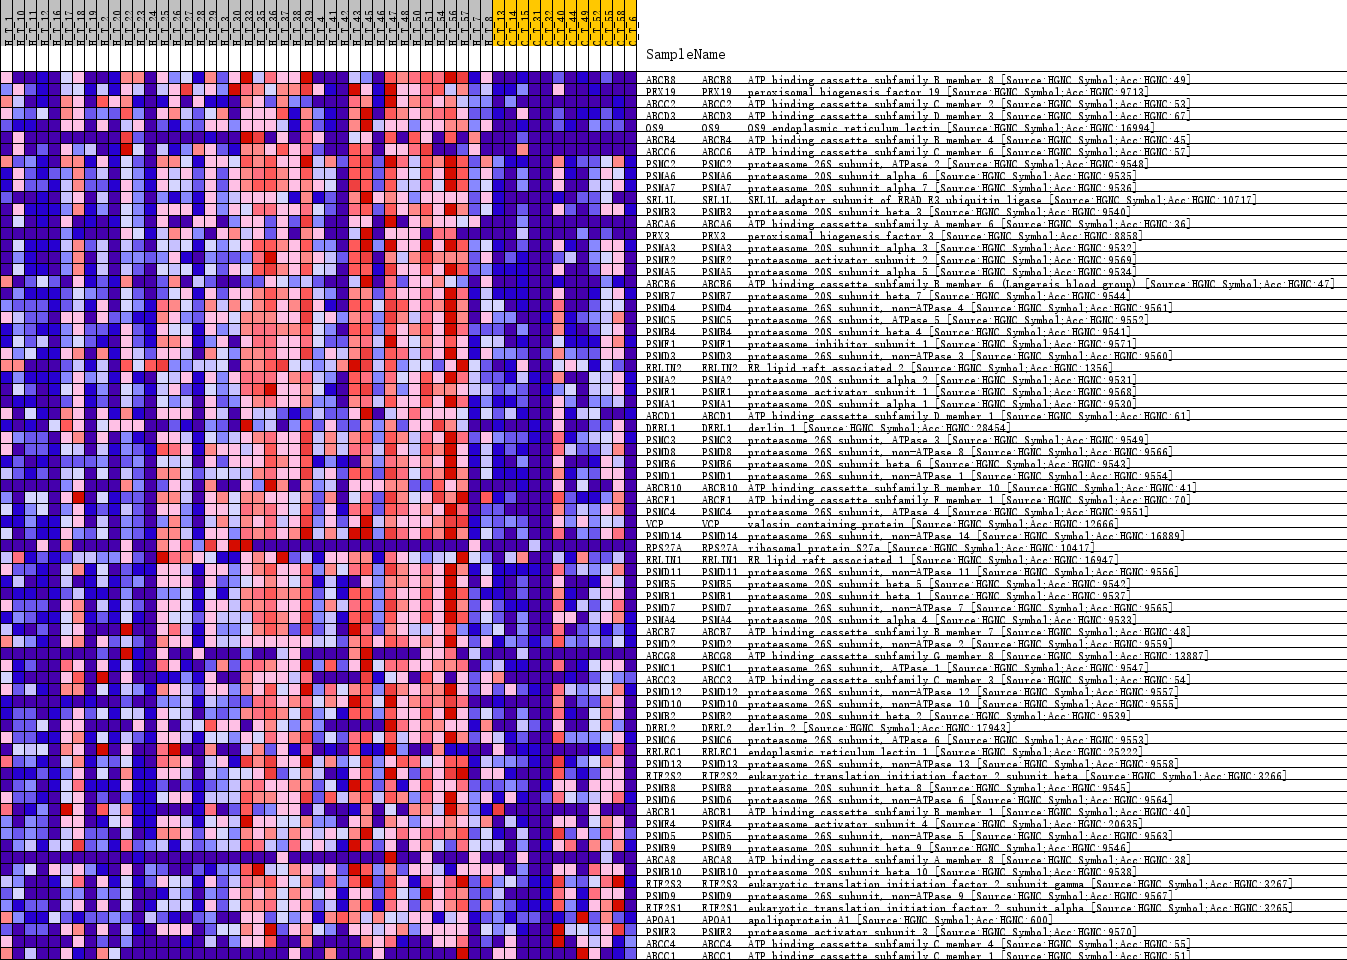 SampleName
ABCB8 ABCB8 ATP binding cassette subfamily B member 8 [Source:HGNC Symbol;Acc:HGNC:49]
PEX19 PEX19 peroxisomal biogenesis factor 19 [Source:HGNC Symbol;Acc:HGNC:9713]
ABCC2 ABCC2 ATP binding cassette subfamily C member 2 [Source:HGNC Symbol;Acc:HGNC:53]
ABCD3 ABCD3 ATP binding cassette subfamily D member 3 [Source:HGNC Symbol;Acc:HGNC:67]
OS9 OS9 OS9 endoplasmic reticulum lectin [Source:HGNC Symbol;Acc:HGNC:16994]
ABCB4 ABCB4 ATP binding cassette subfamily B member 4 [Source:HGNC Symbol;Acc:HGNC:45]
ABCC6 ABCC6 ATP binding cassette subfamily C member 6 [Source:HGNC Symbol;Acc:HGNC:57]
PSMC2 PSMC2 proteasome 26S subunit, ATPase 2 [Source:HGNC Symbol;Acc:HGNC:9548]
PSMA6 PSMA6 proteasome 20S subunit alpha 6 [Source:HGNC Symbol;Acc:HGNC:9535]
PSMA7 PSMA7 proteasome 20S subunit alpha 7 [Source:HGNC Symbol;Acc:HGNC:9536]
SEL1L SEL1L SEL1L adaptor subunit of ERAD E3 ubiquitin ligase [Source:HGNC Symbol;Acc:HGNC:10717]
PSMB3 PSMB3 proteasome 20S subunit beta 3 [Source:HGNC Symbol;Acc:HGNC:9540]
ABCA6 ABCA6 ATP binding cassette subfamily A member 6 [Source:HGNC Symbol;Acc:HGNC:36]
PEX3 PEX3 peroxisomal biogenesis factor 3 [Source:HGNC Symbol;Acc:HGNC:8858]
PSMA3 PSMA3 proteasome 20S subunit alpha 3 [Source:HGNC Symbol;Acc:HGNC:9532]
PSME2 PSME2 proteasome activator subunit 2 [Source:HGNC Symbol;Acc:HGNC:9569]
PSMA5 PSMA5 proteasome 20S subunit alpha 5 [Source:HGNC Symbol;Acc:HGNC:9534]
ABCB6 ABCB6 ATP binding cassette subfamily B member 6 (Langereis blood group) [Source:HGNC Symbol;Acc:HGNC:47]
PSMB7 PSMB7 proteasome 20S subunit beta 7 [Source:HGNC Symbol;Acc:HGNC:9544]
PSMD4 PSMD4 proteasome 26S subunit, non-ATPase 4 [Source:HGNC Symbol;Acc:HGNC:9561]
PSMC5 PSMC5 proteasome 26S subunit, ATPase 5 [Source:HGNC Symbol;Acc:HGNC:9552]
PSMB4 PSMB4 proteasome 20S subunit beta 4 [Source:HGNC Symbol;Acc:HGNC:9541]
PSMF1 PSMF1 proteasome inhibitor subunit 1 [Source:HGNC Symbol;Acc:HGNC:9571]
PSMD3 PSMD3 proteasome 26S subunit, non-ATPase 3 [Source:HGNC Symbol;Acc:HGNC:9560]
ERLIN2 ERLIN2 ER lipid raft associated 2 [Source:HGNC Symbol;Acc:HGNC:1356]
PSMA2 PSMA2 proteasome 20S subunit alpha 2 [Source:HGNC Symbol;Acc:HGNC:9531]
PSME1 PSME1 proteasome activator subunit 1 [Source:HGNC Symbol;Acc:HGNC:9568]
PSMA1 PSMA1 proteasome 20S subunit alpha 1 [Source:HGNC Symbol;Acc:HGNC:9530]
ABCD1 ABCD1 ATP binding cassette subfamily D member 1 [Source:HGNC Symbol;Acc:HGNC:61]
DERL1 DERL1 derlin 1 [Source:HGNC Symbol;Acc:HGNC:28454]
PSMC3 PSMC3 proteasome 26S subunit, ATPase 3 [Source:HGNC Symbol;Acc:HGNC:9549]
PSMD8 PSMD8 proteasome 26S subunit, non-ATPase 8 [Source:HGNC Symbol;Acc:HGNC:9566]
PSMB6 PSMB6 proteasome 20S subunit beta 6 [Source:HGNC Symbol;Acc:HGNC:9543]
PSMD1 PSMD1 proteasome 26S subunit, non-ATPase 1 [Source:HGNC Symbol;Acc:HGNC:9554]
ABCB10 ABCB10 ATP binding cassette subfamily B member 10 [Source:HGNC Symbol;Acc:HGNC:41]
ABCF1 ABCF1 ATP binding cassette subfamily F member 1 [Source:HGNC Symbol;Acc:HGNC:70]
PSMC4 PSMC4 proteasome 26S subunit, ATPase 4 [Source:HGNC Symbol;Acc:HGNC:9551]
VCP VCP valosin containing protein [Source:HGNC Symbol;Acc:HGNC:12666]
PSMD14 PSMD14 proteasome 26S subunit, non-ATPase 14 [Source:HGNC Symbol;Acc:HGNC:16889]
RPS27A RPS27A ribosomal protein S27a [Source:HGNC Symbol;Acc:HGNC:10417]
ERLIN1 ERLIN1 ER lipid raft associated 1 [Source:HGNC Symbol;Acc:HGNC:16947]
PSMD11 PSMD11 proteasome 26S subunit, non-ATPase 11 [Source:HGNC Symbol;Acc:HGNC:9556]
PSMB5 PSMB5 proteasome 20S subunit beta 5 [Source:HGNC Symbol;Acc:HGNC:9542]
PSMB1 PSMB1 proteasome 20S subunit beta 1 [Source:HGNC Symbol;Acc:HGNC:9537]
PSMD7 PSMD7 proteasome 26S subunit, non-ATPase 7 [Source:HGNC Symbol;Acc:HGNC:9565]
PSMA4 PSMA4 proteasome 20S subunit alpha 4 [Source:HGNC Symbol;Acc:HGNC:9533]
ABCB7 ABCB7 ATP binding cassette subfamily B member 7 [Source:HGNC Symbol;Acc:HGNC:48]
PSMD2 PSMD2 proteasome 26S subunit, non-ATPase 2 [Source:HGNC Symbol;Acc:HGNC:9559]
ABCG8 ABCG8 ATP binding cassette subfamily G member 8 [Source:HGNC Symbol;Acc:HGNC:13887]
PSMC1 PSMC1 proteasome 26S subunit, ATPase 1 [Source:HGNC Symbol;Acc:HGNC:9547]
ABCC3 ABCC3 ATP binding cassette subfamily C member 3 [Source:HGNC Symbol;Acc:HGNC:54]
PSMD12 PSMD12 proteasome 26S subunit, non-ATPase 12 [Source:HGNC Symbol;Acc:HGNC:9557]
PSMD10 PSMD10 proteasome 26S subunit, non-ATPase 10 [Source:HGNC Symbol;Acc:HGNC:9555]
PSMB2 PSMB2 proteasome 20S subunit beta 2 [Source:HGNC Symbol;Acc:HGNC:9539]
DERL2 DERL2 derlin 2 [Source:HGNC Symbol;Acc:HGNC:17943]
PSMC6 PSMC6 proteasome 26S subunit, ATPase 6 [Source:HGNC Symbol;Acc:HGNC:9553]
ERLEC1 ERLEC1 endoplasmic reticulum lectin 1 [Source:HGNC Symbol;Acc:HGNC:25222]
PSMD13 PSMD13 proteasome 26S subunit, non-ATPase 13 [Source:HGNC Symbol;Acc:HGNC:9558]
EIF2S2 EIF2S2 eukaryotic translation initiation factor 2 subunit beta [Source:HGNC Symbol;Acc:HGNC:3266]
PSMB8 PSMB8 proteasome 20S subunit beta 8 [Source:HGNC Symbol;Acc:HGNC:9545]
PSMD6 PSMD6 proteasome 26S subunit, non-ATPase 6 [Source:HGNC Symbol;Acc:HGNC:9564]
ABCB1 ABCB1 ATP binding cassette subfamily B member 1 [Source:HGNC Symbol;Acc:HGNC:40]
PSME4 PSME4 proteasome activator subunit 4 [Source:HGNC Symbol;Acc:HGNC:20635]
PSMD5 PSMD5 proteasome 26S subunit, non-ATPase 5 [Source:HGNC Symbol;Acc:HGNC:9563]
PSMB9 PSMB9 proteasome 20S subunit beta 9 [Source:HGNC Symbol;Acc:HGNC:9546]
ABCA8 ABCA8 ATP binding cassette subfamily A member 8 [Source:HGNC Symbol;Acc:HGNC:38]
PSMB10 PSMB10 proteasome 20S subunit beta 10 [Source:HGNC Symbol;Acc:HGNC:9538]
EIF2S3 EIF2S3 eukaryotic translation initiation factor 2 subunit gamma [Source:HGNC Symbol;Acc:HGNC:3267]
PSMD9 PSMD9 proteasome 26S subunit, non-ATPase 9 [Source:HGNC Symbol;Acc:HGNC:9567]
EIF2S1 EIF2S1 eukaryotic translation initiation factor 2 subunit alpha [Source:HGNC Symbol;Acc:HGNC:3265]
APOA1 APOA1 apolipoprotein A1 [Source:HGNC Symbol;Acc:HGNC:600]
PSME3 PSME3 proteasome activator subunit 3 [Source:HGNC Symbol;Acc:HGNC:9570]
ABCC4 ABCC4 ATP binding cassette subfamily C member 4 [Source:HGNC Symbol;Acc:HGNC:55]
ABCC1 ABCC1 ATP binding cassette subfamily C member 1 [Source:HGNC Symbol;Acc:HGNC:51]